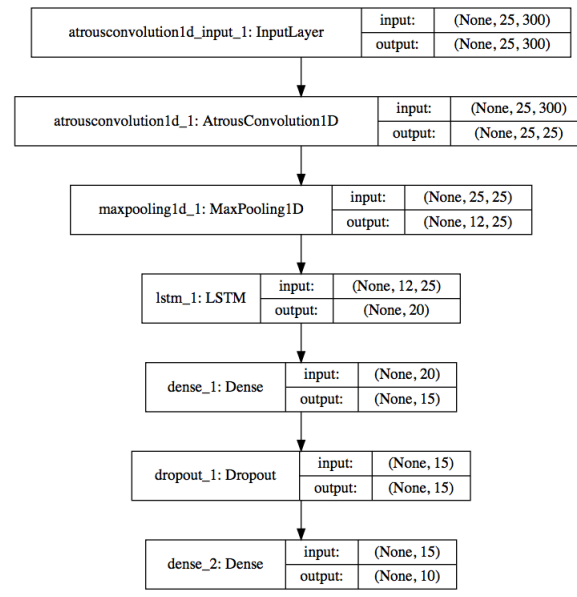 atrousconvolution1d_input_1: InputLayer
input: (None, 25, 300)
output: (None, 25, 300)
atrousconvolution1d_1: AtrousConvolution1D
input: (None, 25, 300)
output: (None, 25, 25)
maxpooling1d_1: MaxPooling1D
input: (None, 25, 25)
output: (None, 12, 25)
lstm_1: LSTM
input: (None, 12, 25)
output: (None, 20)
dense_1: Dense
input: (None, 20)
output: (None, 15)
dropout_1: Dropout
input: (None, 15)
output: (None, 15)
dense_2: Dense
input: (None, 15)
output: (None, 10)